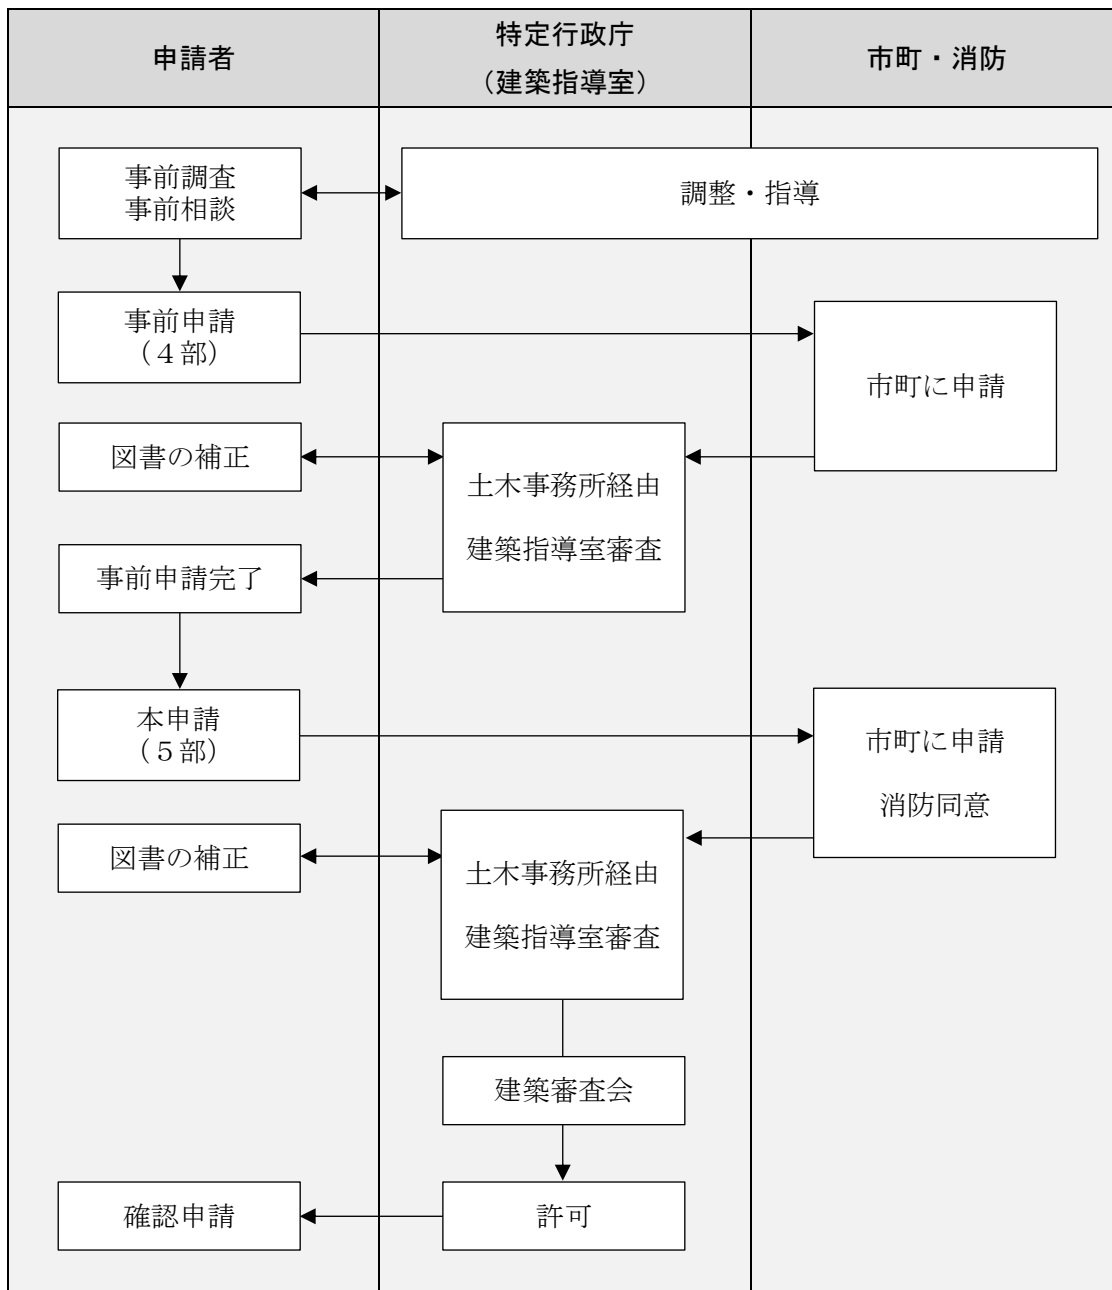 申請者
特定行政庁
（建築指導室）
市町・消防
事前調査
事前相談
調整・指導
事前申請
（４部）
市町に申請
図書の補正
土木事務所経由
建築指導室審査
事前申請完了
本申請
（５部）
市町に申請
消防同意
図書の補正
土木事務所経由
建築指導室審査
建築審査会
確認申請
許可